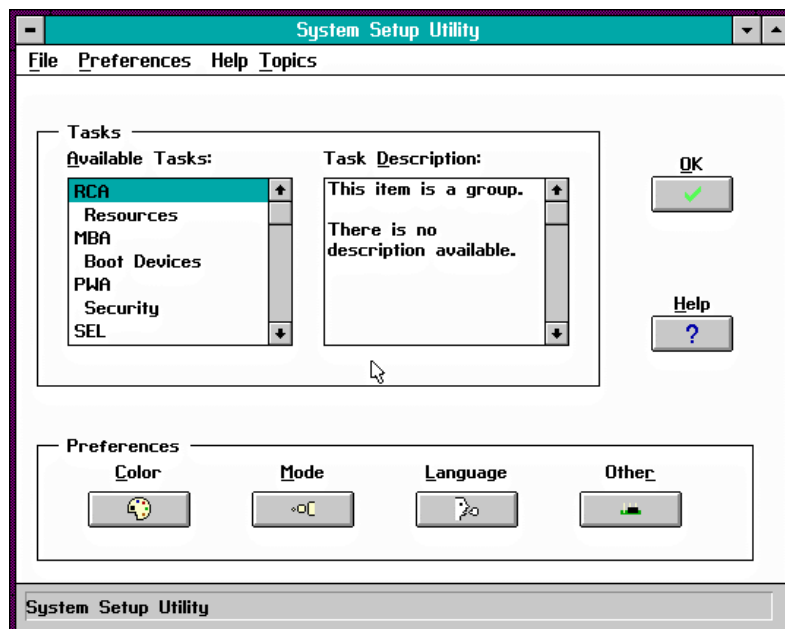 System Setup Utility
File Preferences Help Topics
Tasks
Available Tasks:
RCA
Resources
MBA
Boot Devices
PWA
Security
SEL
Task Description:
This item is a group.
There is no
description available.
OK
Help
?
Preferences
Color
Mode
Language
Other
System Setup Utility